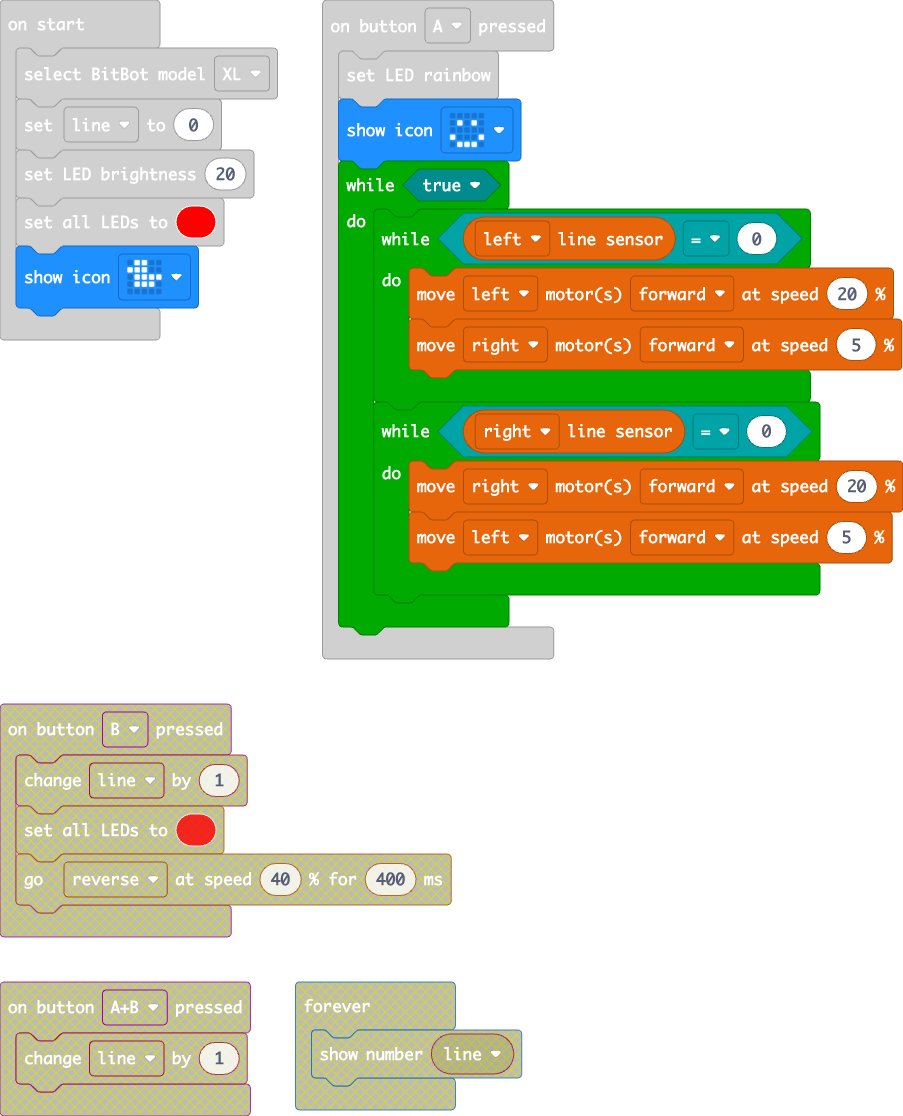 on start
select BitBot model XL
set line to 0
set LED brightness 20
set all LEDs to
show icon
on button A pressed
set LED rainbow
show icon
while true
do
while left line sensor = 0
do
move left motor(s) forward at speed 20 %
move right motor(s) forward at speed 5 %
while right line sensor = 0
do
move right motor(s) forward at speed 20 %
move left motor(s) forward at speed 5 %
on button B pressed
change line by 1
set all LEDs to
go reverse at speed 40 % for 400 ms
on button A+B pressed
change line by 1
forever
show number line